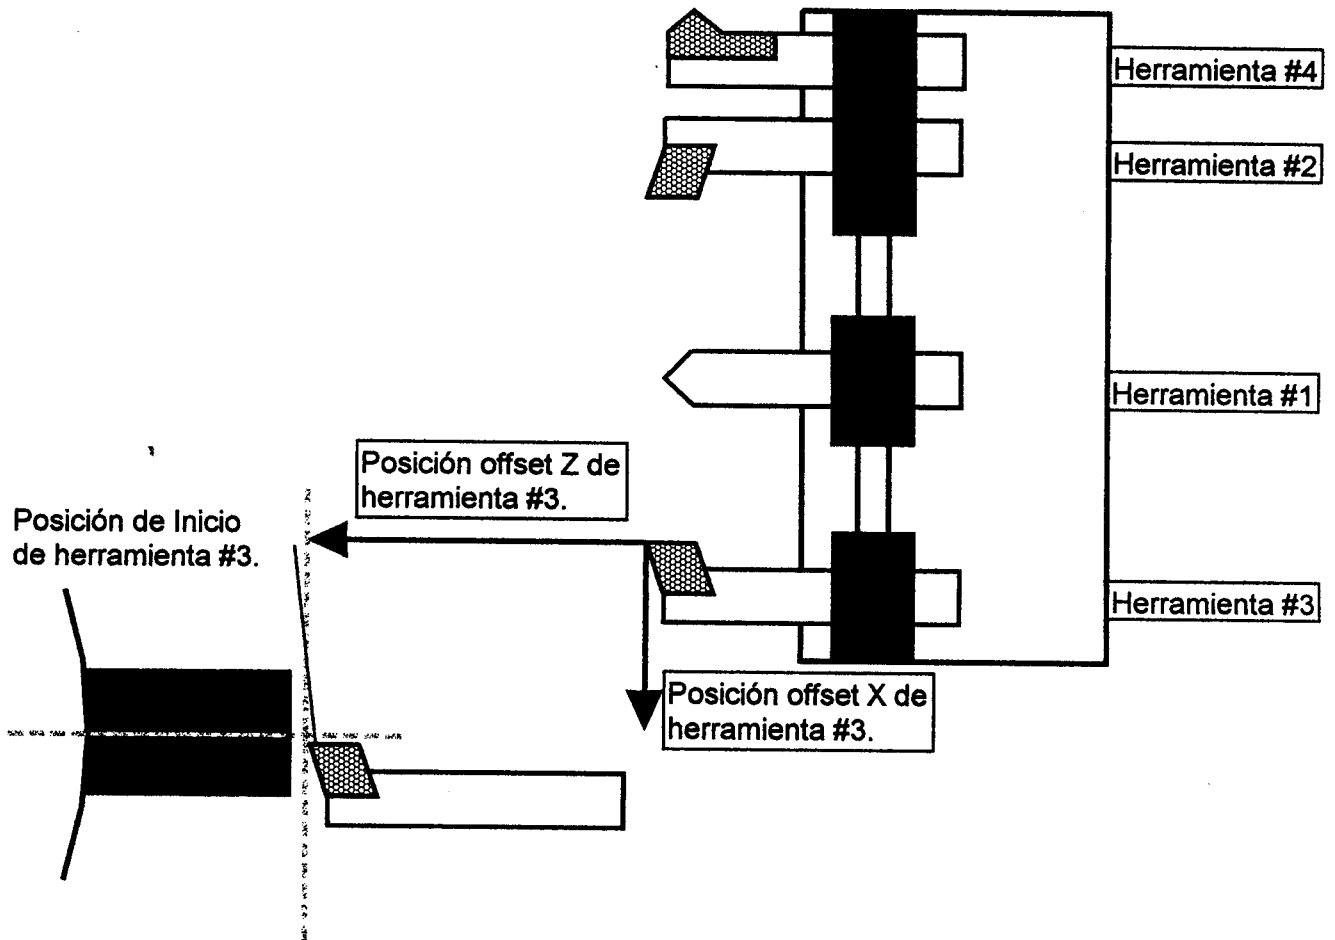 Herramienta #4
Herramienta #2
Herramienta #1
Posición offset Z de
herramienta #3.
Posición de Inicio
de herramienta #3.
Herramienta #3
Posición offset X de
herramienta #3.